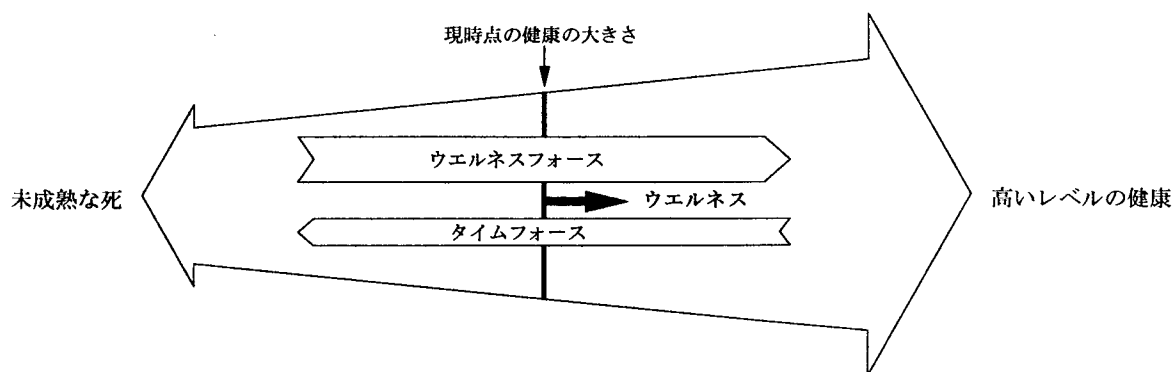 現時点の健康の大きさ
ウエルネスフォース
未成熟な死
ウエルネス
高いレベルの健康
タイムフォース